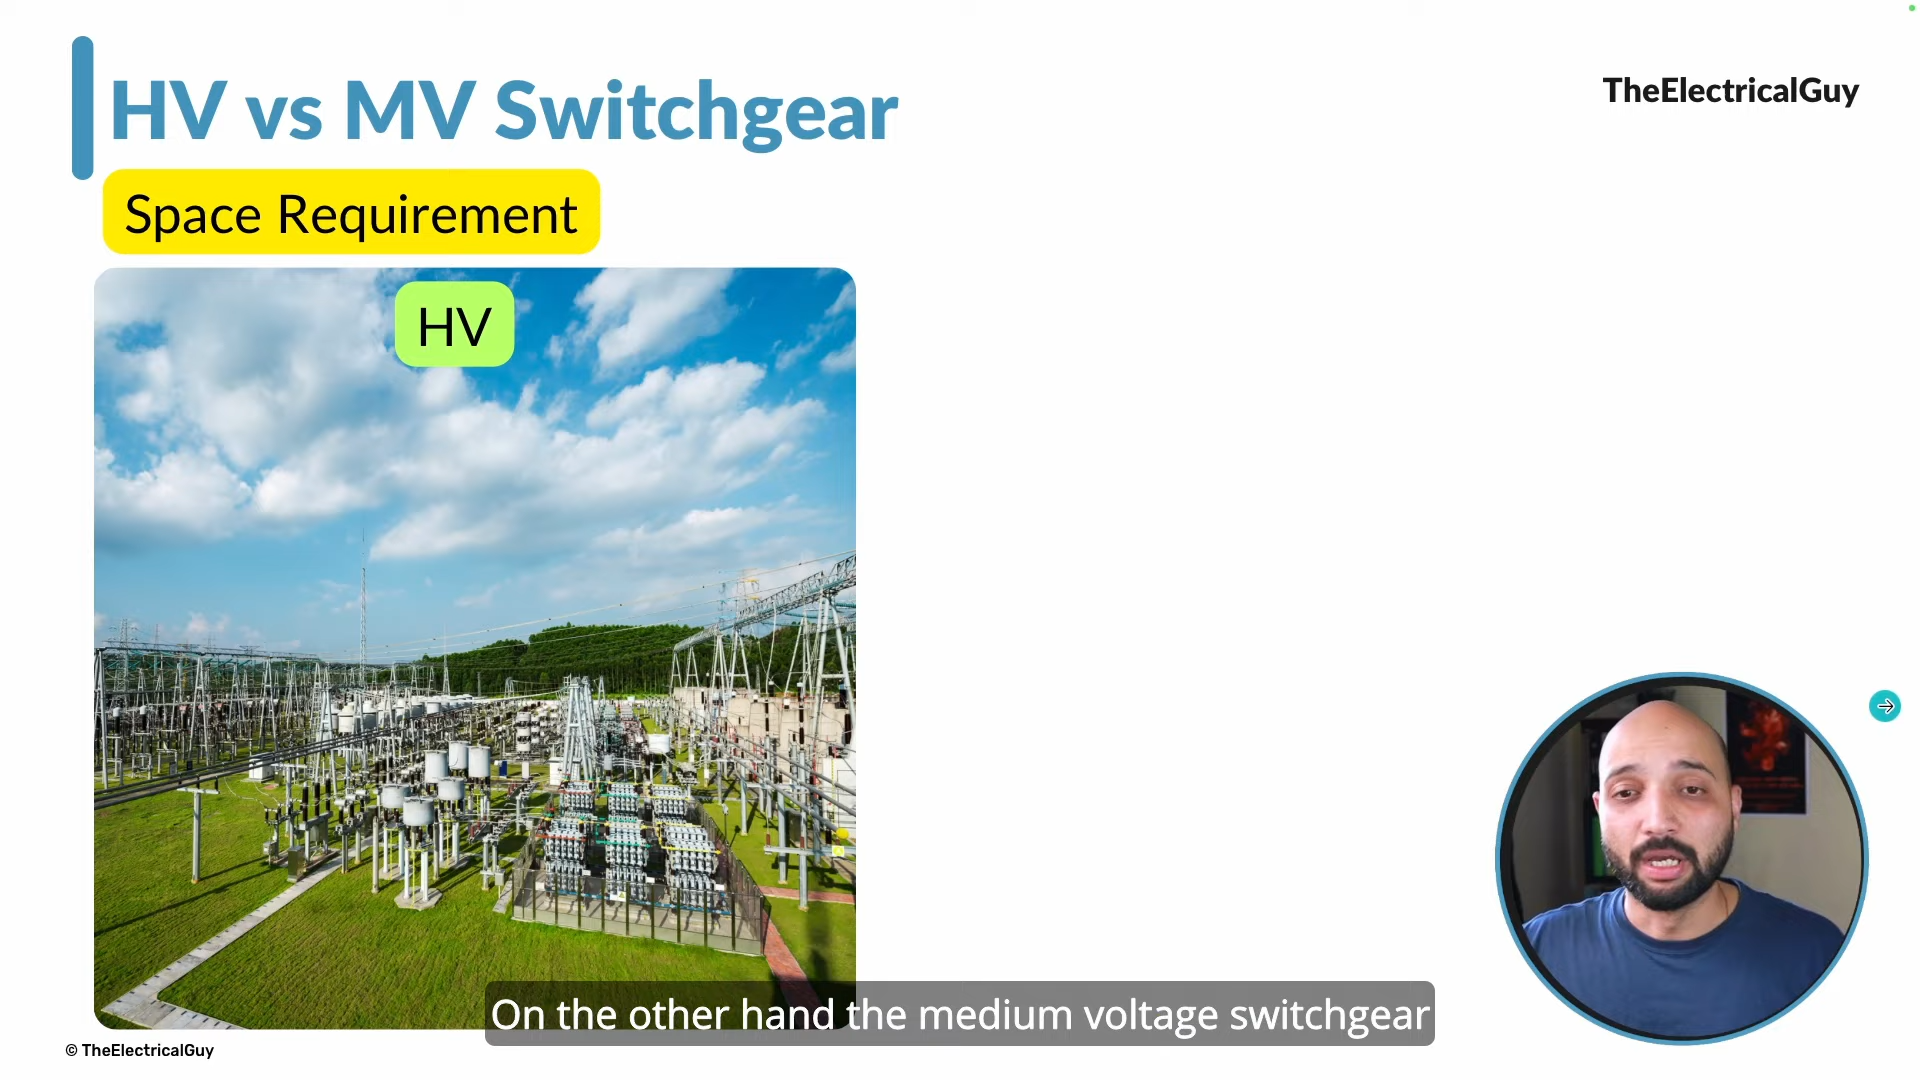 HV vs MV Switchgear
TheElectricalGuy
Space Requirement
HV
On the other hand the medium voltage switchgear
© TheElectricalGuy